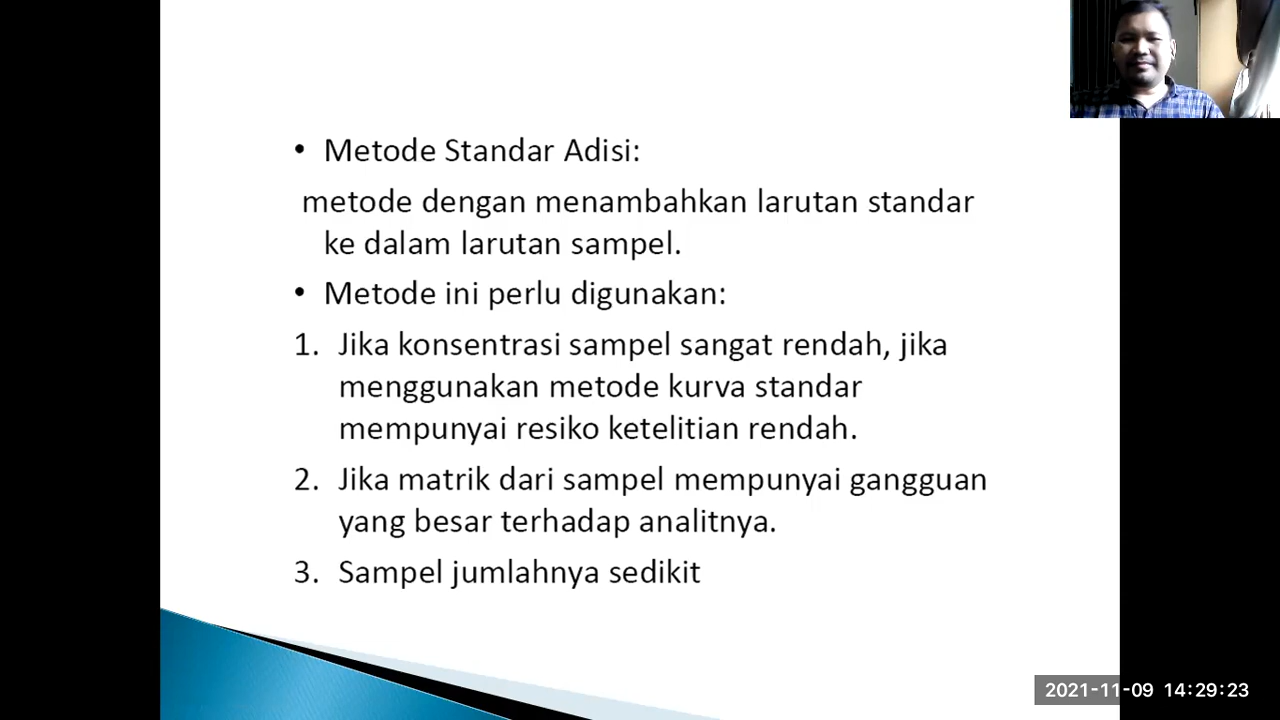 • Metode Standar Adisi:
metode dengan menambahkan larutan standar
ke dalam larutan sampel.
• Metode ini perlu digunakan:
1. Jika konsentrasi sampel sangat rendah, jika
menggunakan metode kurva standar
mempunyai resiko ketelitian rendah.
2. Jika matrik dari sampel mempunyai gangguan
yang besar terhadap analitnya.
3. Sampel jumlahnya sedikit
2021-11-09 14:29:23